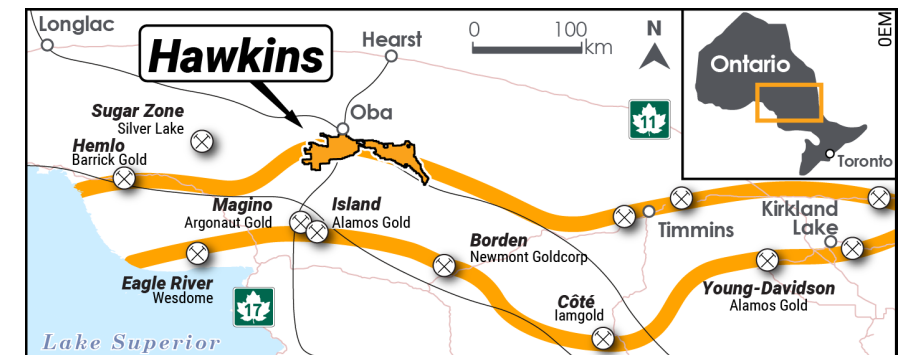 Longlac
Hawkins
Hearst
0
100
km
N
0EM
Ontario
Toronto
11
Oba
Sugar Zone
Silver Lake
Hemlo
Barrick Gold
Magino
Argonaut Gold
Island
Alamos Gold
Timmins
Kirkland
Lake
Borden
Newmont Goldcorp
Eagle River
Wesdome
17
Côté
Iamgold
Young-Davidson
Alamos Gold
Lake Superior